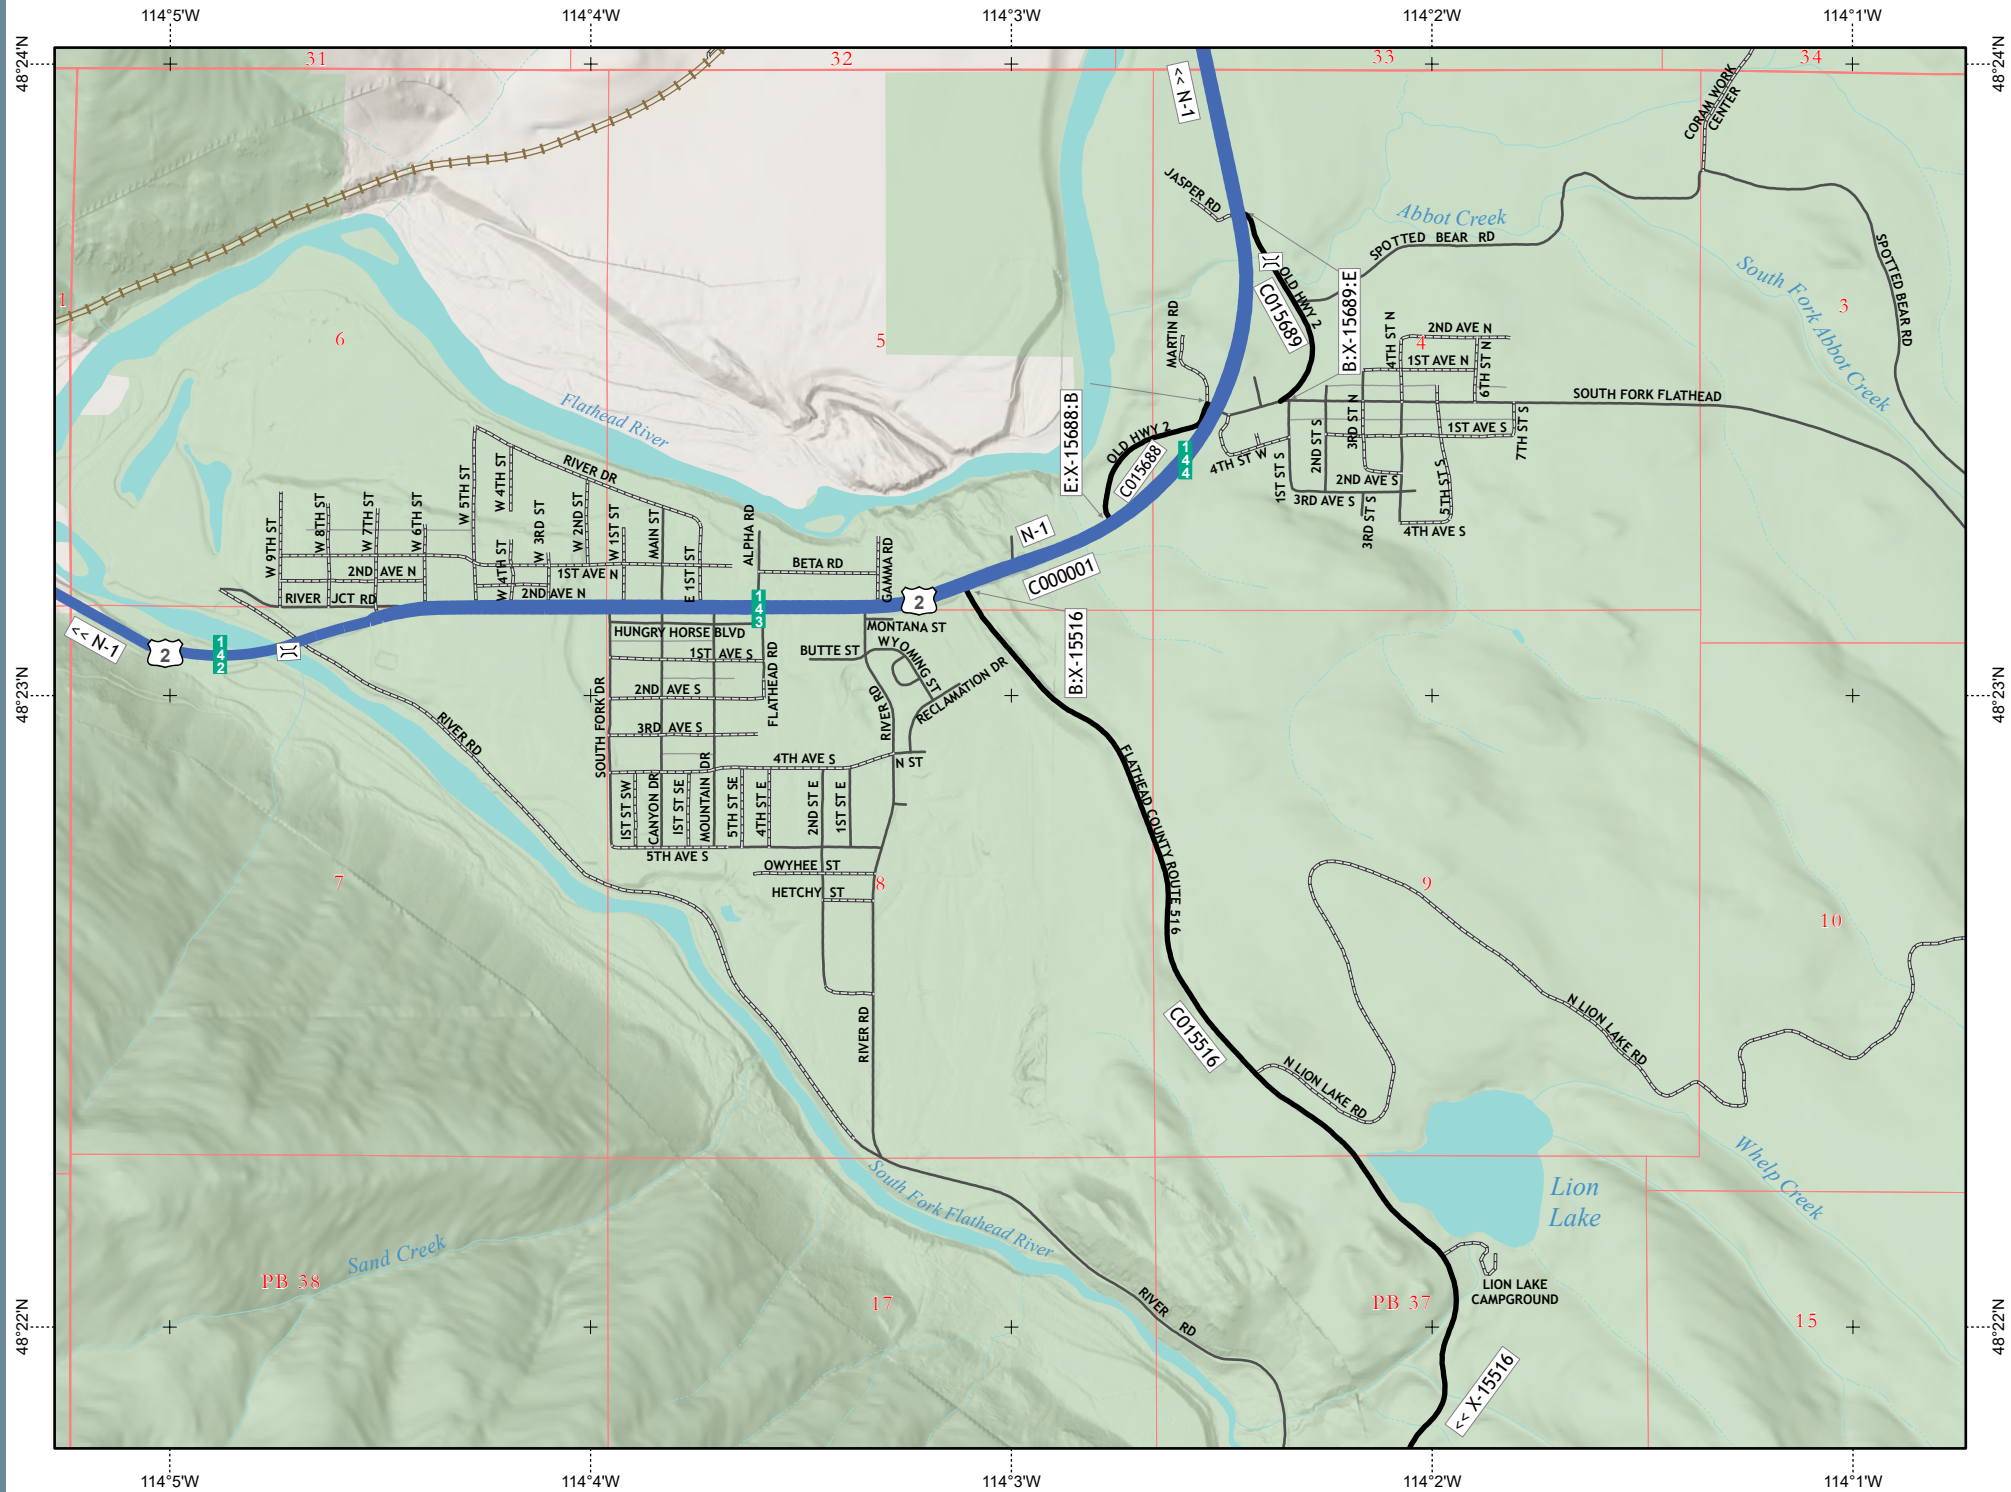 114°5'W
114°4'W
114°3'W
114°2'W
114°1'W
48°24'N
48°24'N
31
32
33
34
<< N-1
CORAM WORK
CENTER
JASPER RD
Abbot Creek
SPOTTED BEAR RD
SPOTTED BEAR RD
South Fork Abbot Creek
OLD HWY 2
C015689
B:X-15689:E
MARTIN RD
1
6
5
4
3
4TH ST N
2ND AVE N
1ST AVE N
6TH ST N
SOUTH FORK FLATHEAD
Flathead River
E:X-15688:B
OLD HWY 2
C015688
144
4TH ST W
1ST ST S
2ND ST S
3RD ST N
1ST AVE S
7TH ST S
2ND AVE S
3RD AVE S
3RD ST S
5TH ST S
4TH AVE S
RIVER DR
W 9TH ST
W 8TH ST
W 7TH ST
W 6TH ST
W 5TH ST
W 4TH ST
W 3RD ST
W 2ND ST
W 1ST ST
MAIN ST
E 1ST ST
ALPHA RD
BETA RD
GAMMA RD
N-1
C000001
2ND AVE N
1ST AVE N
W 4TH ST
2ND AVE N
RIVER JCT RD
143
2
<< N-1
2
142
HUNGRY HORSE BLVD
MONTANA ST
WYOMING ST
BUTTE ST
B:X-15516
1ST AVE S
RECLAMATION DR
48°23'N
48°23'N
2ND AVE S
FLATHEAD RD
RIVER RD
SOUTH FORK DR
RIVER RD
3RD AVE S
4TH AVE S
N ST
FLATHEAD COUNTY ROUTE 516
1ST ST SW
CANYON DR
1ST ST SE
MOUNTAIN DR
5TH ST SE
4TH ST E
2ND ST E
1ST ST E
5TH AVE S
OWYHEE ST
HETCHY ST
7
8
9
10
RIVER RD
C015516
N LION LAKE RD
N LION LAKE RD
Whelp Creek
Lion
Lake
South Fork Flathead River
Sand Creek
PB 38
17
PB 37
15
LION LAKE
CAMPGROUND
RIVER RD
48°22'N
48°22'N
<< X-15516
114°5'W
114°4'W
114°3'W
114°2'W
114°1'W